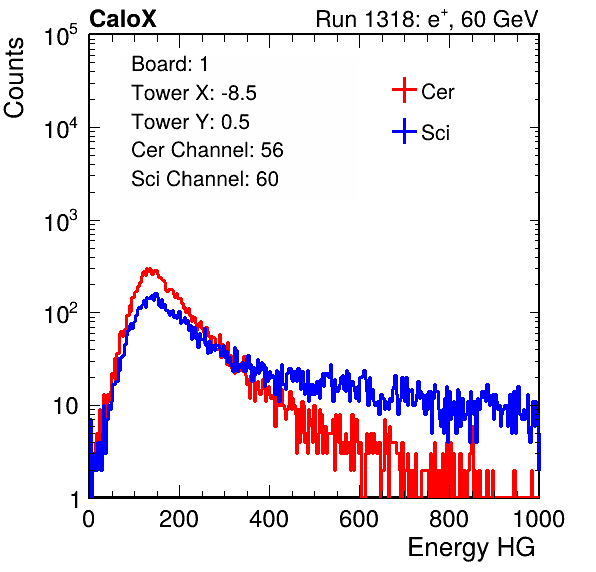 CaloX Run 1318: e⁺, 60 GeV
Board: 1
Tower X: -8.5
Tower Y: 0.5
Cer Channel: 56
Sci Channel: 60
Cer
Sci
Counts
10⁵
10⁴
10³
10²
10
1
0 200 400 600 800 1000
Energy HG